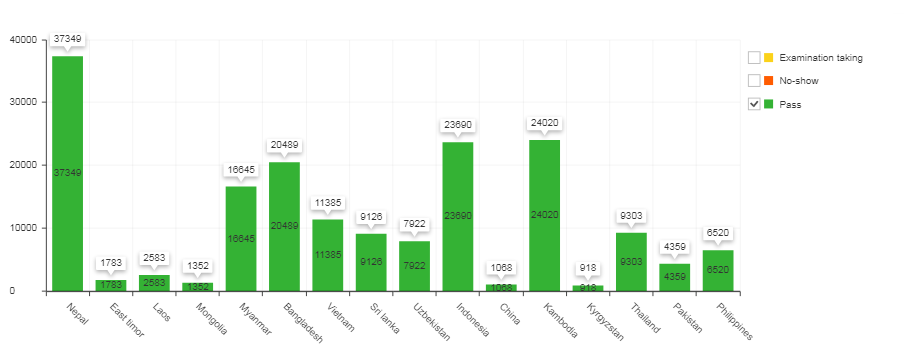 40000
30000
20000
10000
0
37349
37349
1783
1783
2583
2583
1352
1352
16645
16645
20489
20489
11385
11385
9126
9126
7922
7922
23690
23690
1068
1068
24020
24020
918
918
9303
9303
4359
4359
6520
6520
Nepal
East timor
Laos
Mongolia
Myanmar
Bangladesh
Vietnam
Sri lanka
Uzbekistan
Indonesia
China
Kambodia
Kyrgyzstan
Thailand
Pakistan
Philippines
Examination taking
No-show
Pass